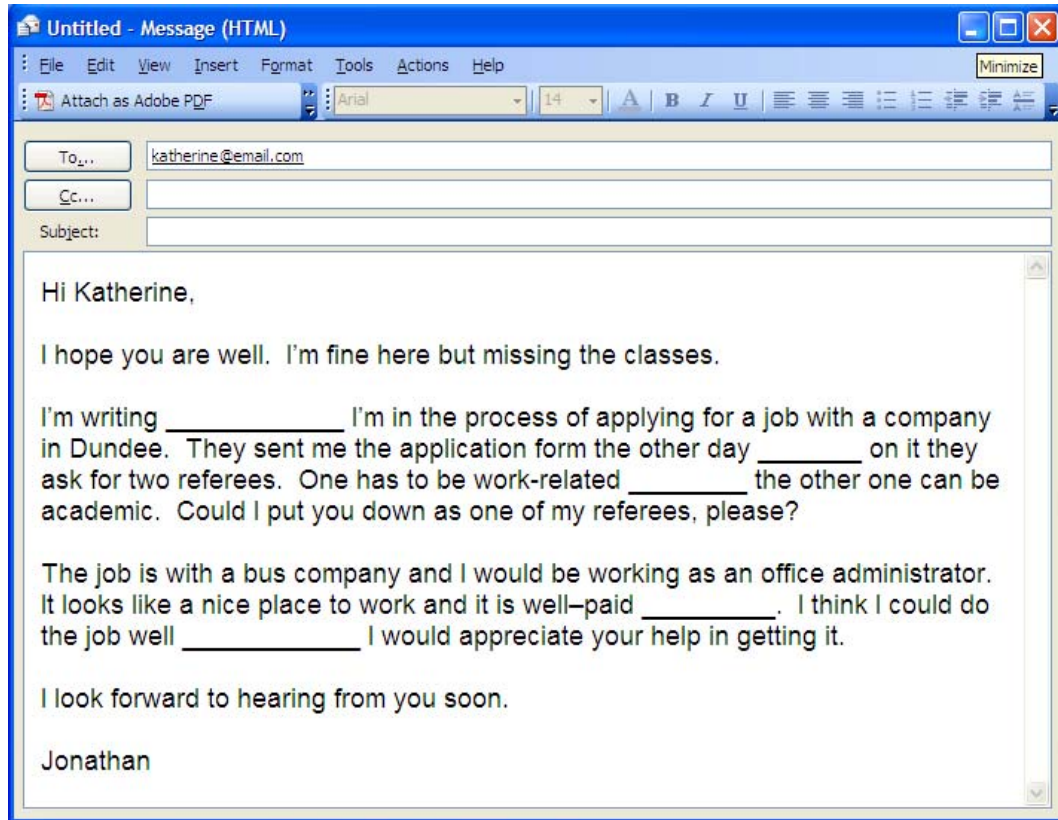 Untitled - Message (HTML)
File Edit View Insert Format Tools Actions Help
Minimize
Attach as Adobe PDF Arial 14 A B I U
To... katherine@email.com
Cc...
Subject:
Hi Katherine,
I hope you are well. I'm fine here but missing the classes.
I'm writing ____________ I'm in the process of applying for a job with a company
in Dundee. They sent me the application form the other day _______ on it they
ask for two referees. One has to be work-related ________ the other one can be
academic. Could I put you down as one of my referees, please?
The job is with a bus company and I would be working as an office administrator.
It looks like a nice place to work and it is well–paid _________. I think I could do
the job well ____________ I would appreciate your help in getting it.
I look forward to hearing from you soon.
Jonathan